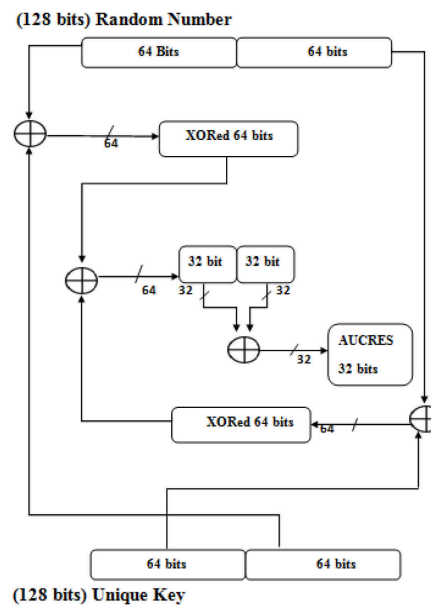 (128 bits) Random Number
64 Bits 64 bits
64
XORed 64 bits
32 bit 32 bit
64
32 32
AUCRES
32
32 bits
XORed 64 bits
64
64 bits 64 bits
(128 bits) Unique Key